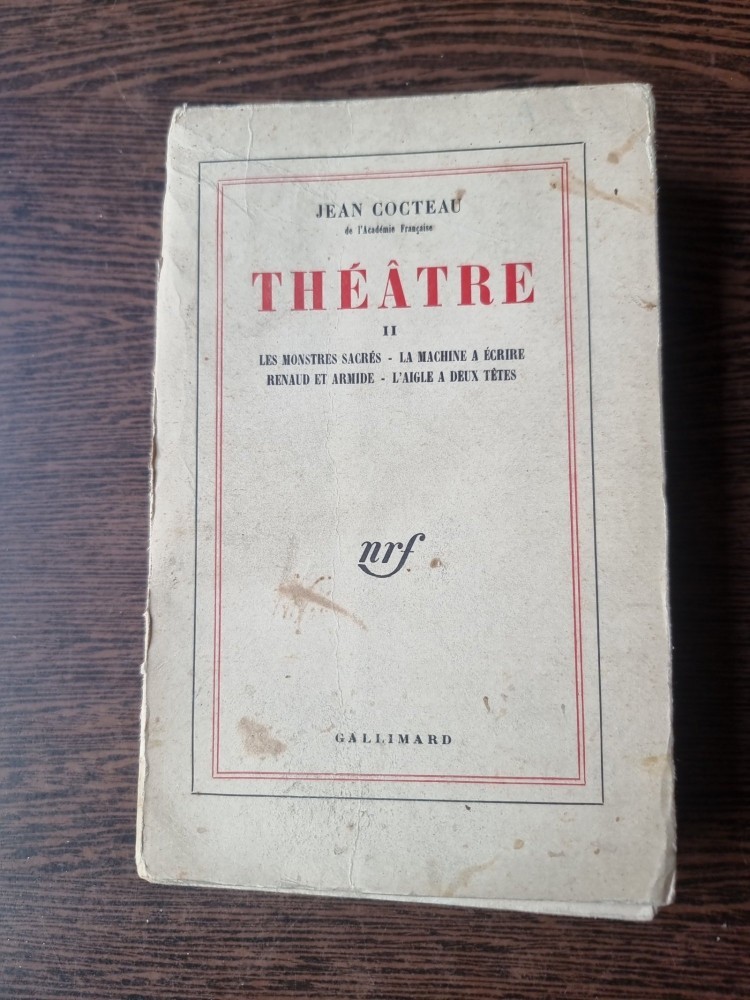 JEAN COCTEAU
de l'Académie Française
THÉÂTRE
II
LES MONSTRES SACRÉS - LA MACHINE A ÉCRIRE
RENAUD ET ARMIDE - L'AIGLE A DEUX TÊTES
nrf
GALLIMARD